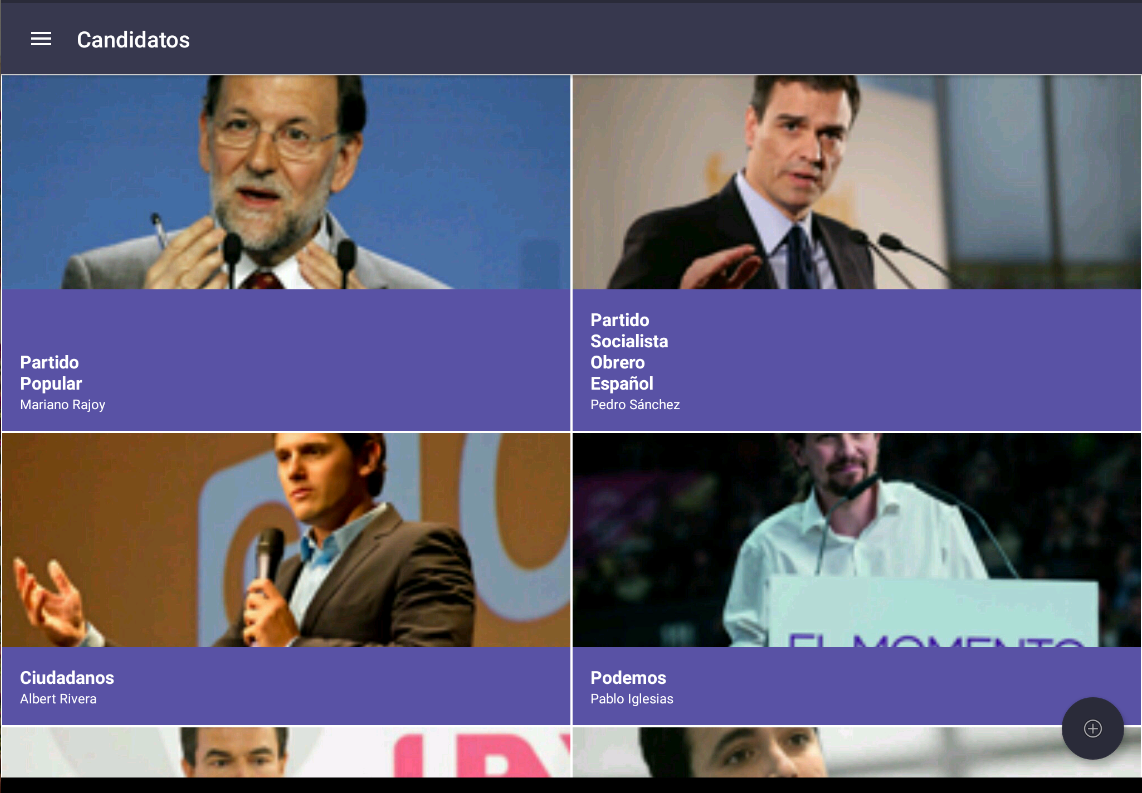 Candidatos
Partido
Popular
Mariano Rajoy
Partido
Socialista
Obrero
Español
Pedro Sánchez
EL MOMENTO
Ciudadanos
Albert Rivera
Podemos
Pablo Iglesias